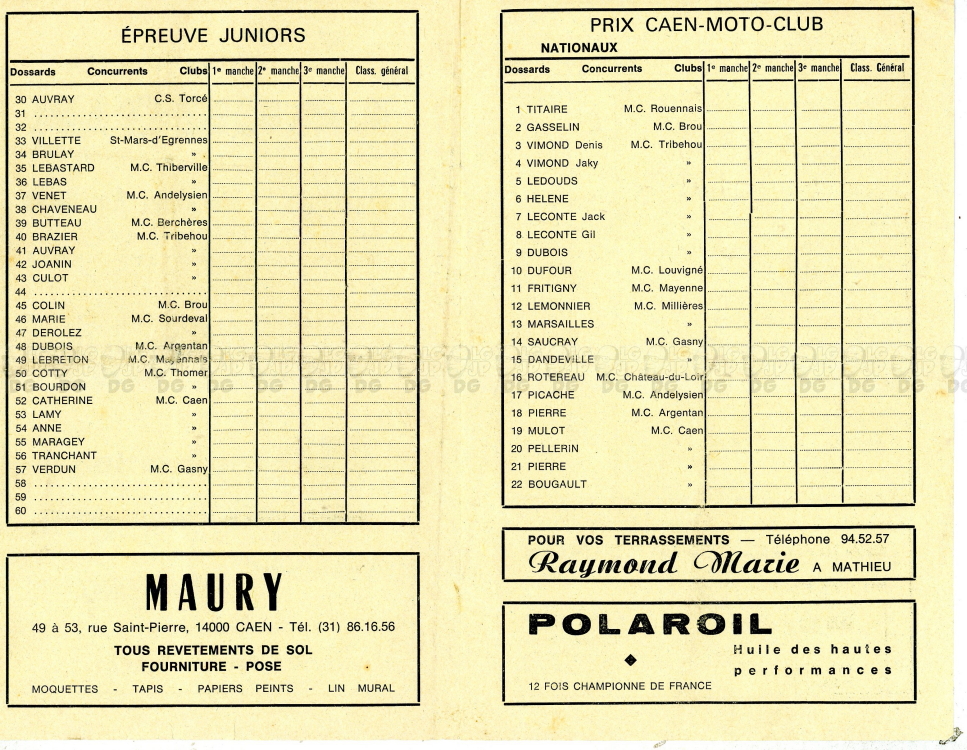 ÉPREUVE JUNIORS
Dossards Concurrents Clubs 1e manche 2e manche 3e manche Class. général
30 AUVRAY C.S. Torcé
31 ........................................
32 ........................................
33 VILLETTE St-Mars-d'Egrennes
34 BRULAY »
35 LEBASTARD M.C. Thiberville
36 LEBAS »
37 VENET M.C. Andelysien
38 CHAVENEAU »
39 BUTTEAU M.C. Berchères
40 BRAZIER M.C. Tribehou
41 AUVRAY »
42 JOANIN »
43 CULOT »
44 ........................................
45 COLIN M.C. Brou
46 MARIE M.C. Sourdeval
47 DEROLEZ »
48 DUBOIS M.C. Argentan
49 LEBRETON M.C. Mayennais
50 COTTY M.C. Thomer
51 BOURDON »
52 CATHERINE M.C. Caen
53 LAMY »
54 ANNE »
55 MARAGEY »
56 TRANCHANT »
57 VERDUN M.C. Gasny
58 ........................................
59 ........................................
60 ........................................
MAURY
49 à 53, rue Saint-Pierre, 14000 CAEN - Tél. (31) 86.16.56
TOUS REVETEMENTS DE SOL
FOURNITURE - POSE
MOQUETTES - TAPIS - PAPIERS PEINTS - LIN MURAL
PRIX CAEN-MOTO-CLUB
NATIONAUX
Dossards Concurrents Clubs 1e manche 2e manche 3e manche Class. Général
1 TITAIRE M.C. Rouennais
2 GASSELIN M.C. Brou
3 VIMOND Denis M.C. Tribehou
4 VIMOND Jaky »
5 LEDOUDS »
6 HELENE »
7 LECONTE Jack »
8 LECONTE Gil »
9 DUBOIS »
10 DUFOUR M.C. Louvigné
11 FRITIGNY M.C. Mayenne
12 LEMONNIER M.C. Millières
13 MARSAILLES »
14 SAUCRAY M.C. Gasny
15 DANDEVILLE »
16 ROTEREAU M.C. Château-du-Loir
17 PICACHE M.C. Andelysien
18 PIERRE M.C. Argentan
19 MULOT M.C. Caen
20 PELLERIN »
21 PIERRE »
22 BOUGAULT »
POUR VOS TERRASSEMENTS — Téléphone 94.52.57
Raymond Marie A MATHIEU
POLAROIL
Huile des hautes
performances
12 FOIS CHAMPIONNE DE FRANCE